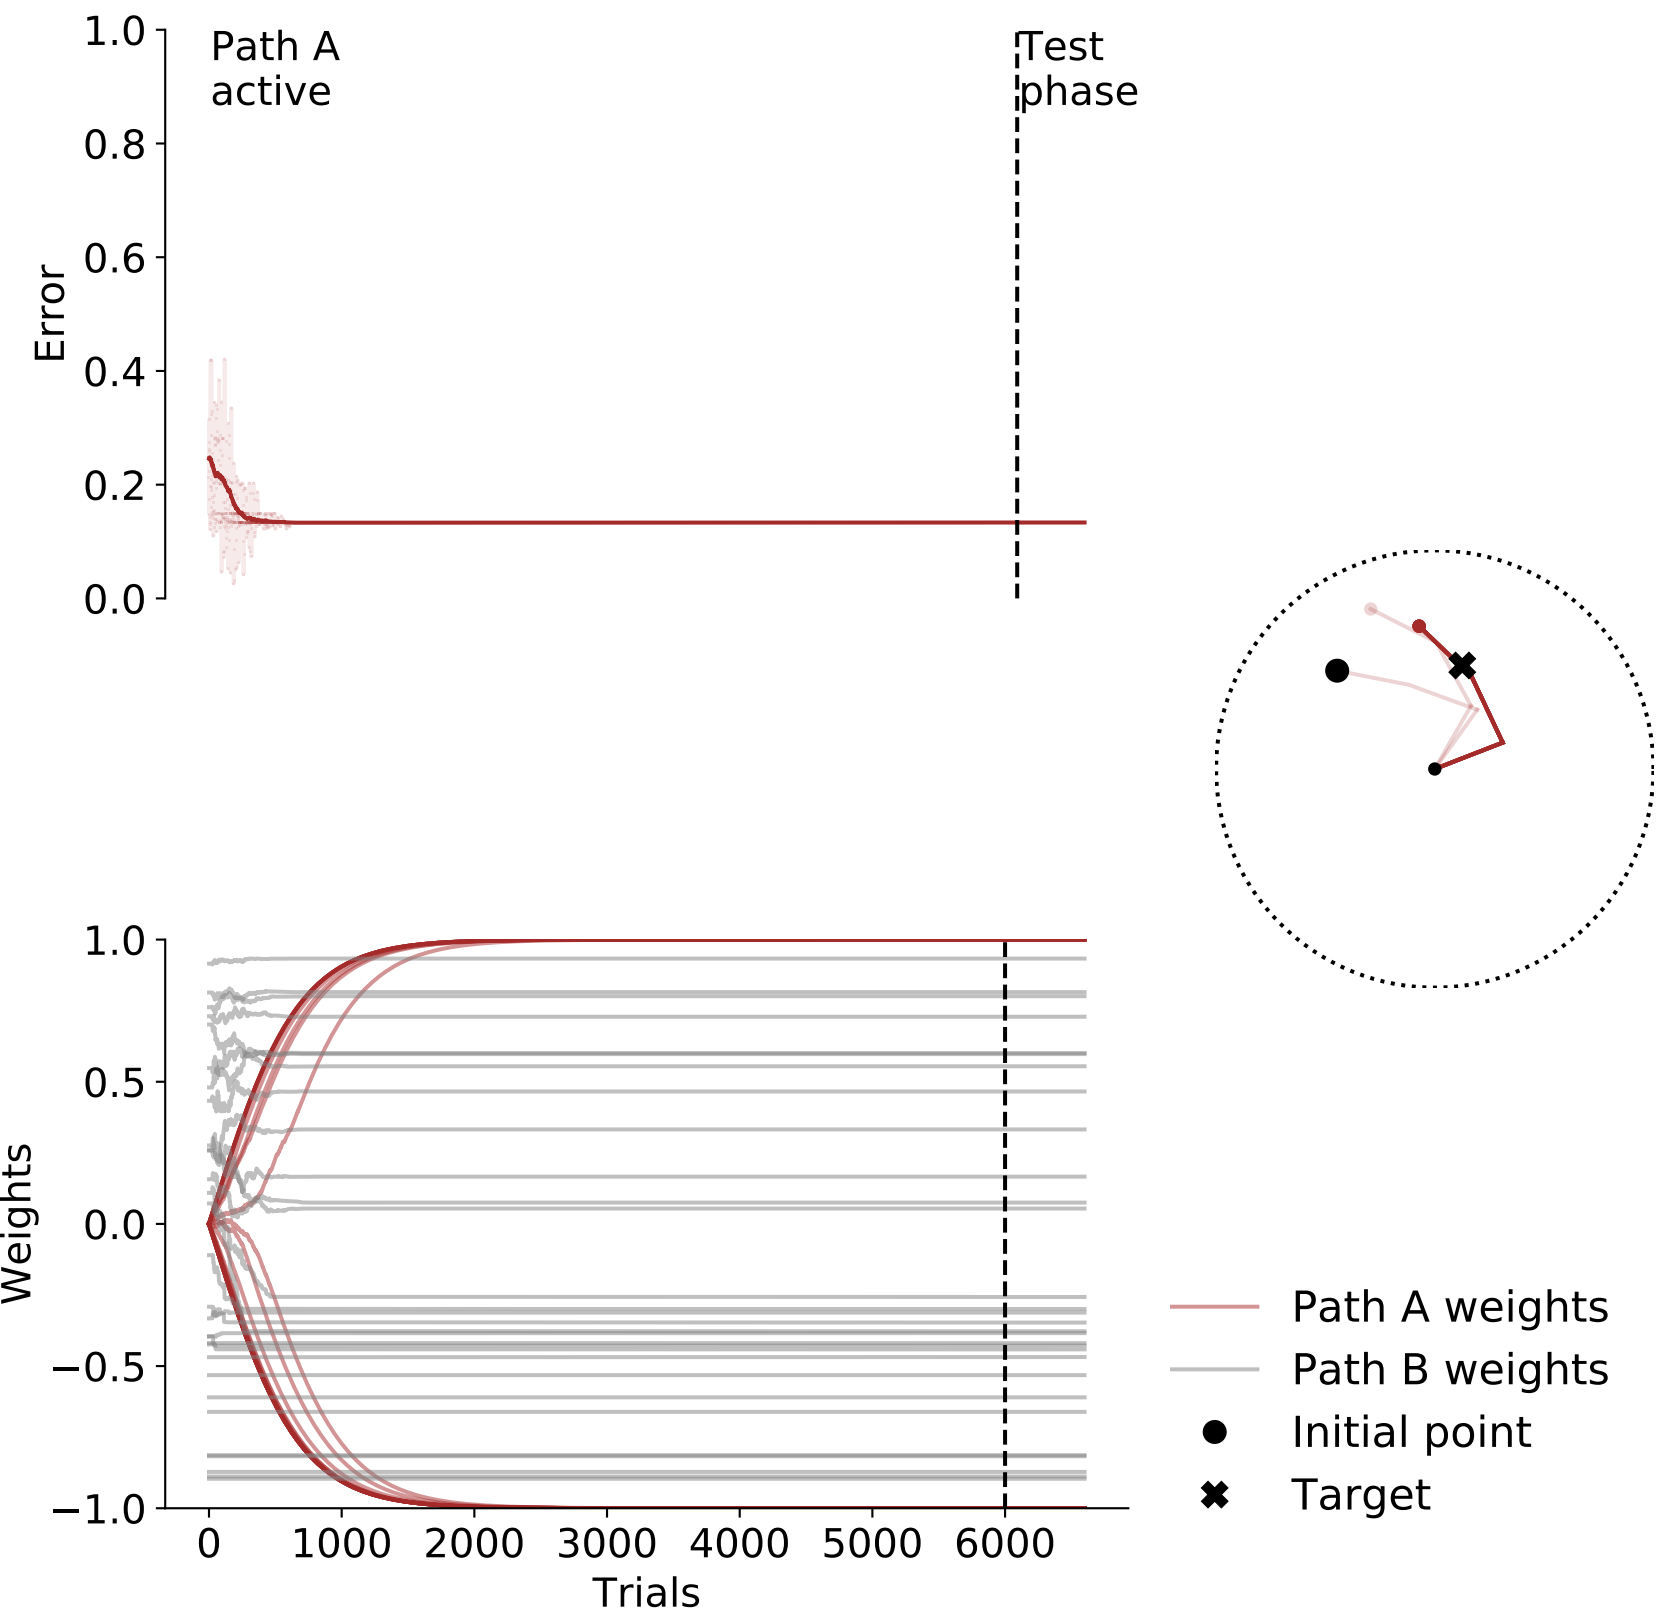 1.0
0.8
0.6
0.4
0.2
0.0
Error
Path A
active
Test
phase
1.0
0.5
0.0
−0.5
−1.0
Weights
0 1000 2000 3000 4000 5000 6000
Trials
Path A weights
Path B weights
Initial point
Target